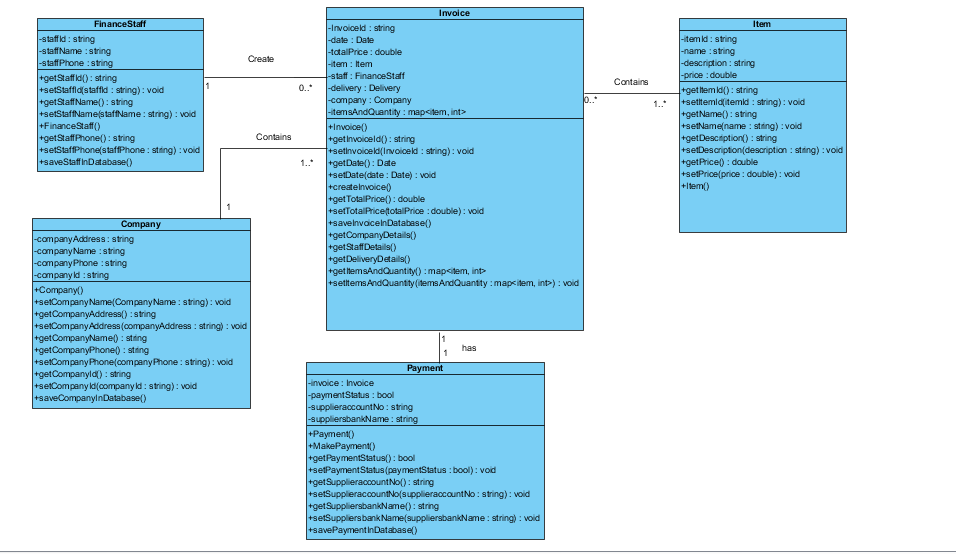 FinanceStaff
-staffId : string
-staffName : string
-staffPhone : string
+getStaffId() : string
+setStaffId(staffId : string) : void
+getStaffName() : string
+setStaffName(staffName : string) : void
+FinanceStaff()
+getStaffPhone() : string
+setStaffPhone(staffPhone : string) : void
+saveStaffInDatabase()
Create
1
0..*
Invoice
-InvoiceId : string
-date : Date
-totalPrice : double
-item : Item
-staff : FinanceStaff
-delivery : Delivery
-company : Company
-itemsAndQuantity : map<item, int>
+Invoice()
+getInvoiceId() : string
+setInvoiceId(InvoiceId : string) : void
+getDate() : Date
+setDate(date : Date) : void
+createInvoice()
+getTotalPrice() : double
+setTotalPrice(totalPrice : double) : void
+saveInvoiceInDatabase()
+getCompanyDetails()
+getStaffDetails()
+getDeliveryDetails()
+getItemsAndQuantity() : map<item, int>
+setItemsAndQuantity(itemsAndQuantity : map<item, int>) : void
Contains
0..*
1..*
Item
-itemId : string
-name : string
-description : string
-price : double
+getItemId() : string
+setItemId(itemId : string) : void
+getName() : string
+setName(name : string) : void
+getDescription() : string
+setDescription(description : string) : void
+getPrice() : double
+setPrice(price : double) : void
+Item()
Contains
1..*
1
Company
-companyAddress : string
-companyName : string
-companyPhone : string
-companyId : string
+Company()
+setCompanyName(CompanyName : string) : void
+getCompanyAddress() : string
+setCompanyAddress(companyAddress : string) : void
+getCompanyName() : string
+getCompanyPhone() : string
+setCompanyPhone(companyPhone : string) : void
+getCompanyId() : string
+setCompanyId(companyId : string) : void
+saveCompanyInDatabase()
1
has
1
Payment
-invoice : Invoice
-paymentStatus : bool
-supplieraccountNo : string
-suppliersbankName : string
+Payment()
+MakePayment()
+getPaymentStatus() : bool
+setPaymentStatus(paymentStatus : bool) : void
+getSupplieraccountNo() : string
+setSupplieraccountNo(supplieraccountNo : string) : void
+getSuppliersbankName() : string
+setSuppliersbankName(suppliersbankName : string) : void
+savePaymentInDatabase()